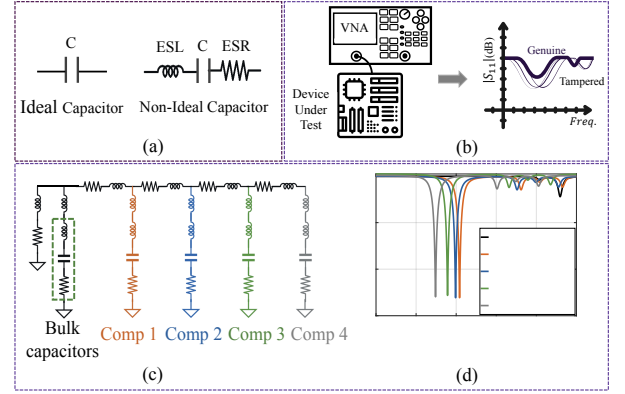 C
Ideal Capacitor
ESL C ESR
Non-Ideal Capacitor
(a)
VNA
Device
Under
Test
|S₁₁|(dB)
Genuine
Tampered
Freq.
(b)
Bulk
capacitors
Comp 1 Comp 2 Comp 3 Comp 4
(c)
(d)